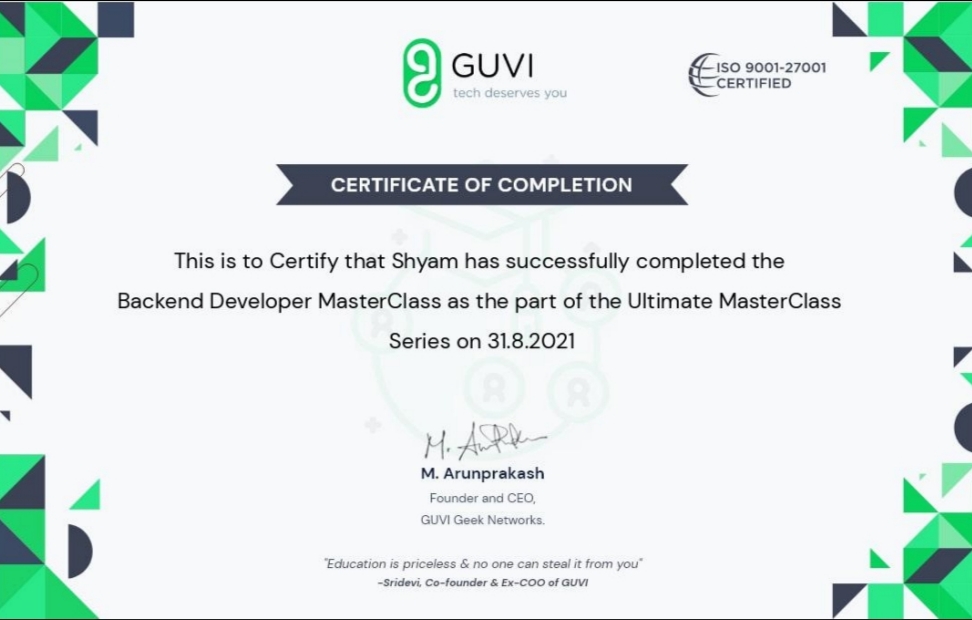 GUVI
tech deserves you
ISO 9001-27001
CERTIFIED
CERTIFICATE OF COMPLETION
This is to Certify that Shyam has successfully completed the
Backend Developer MasterClass as the part of the Ultimate MasterClass
Series on 31.8.2021
M. Arunprakash
Founder and CEO,
GUVI Geek Networks.
"Education is priceless & no one can steal it from you"
-Sridevi, Co-founder & Ex-COO of GUVI